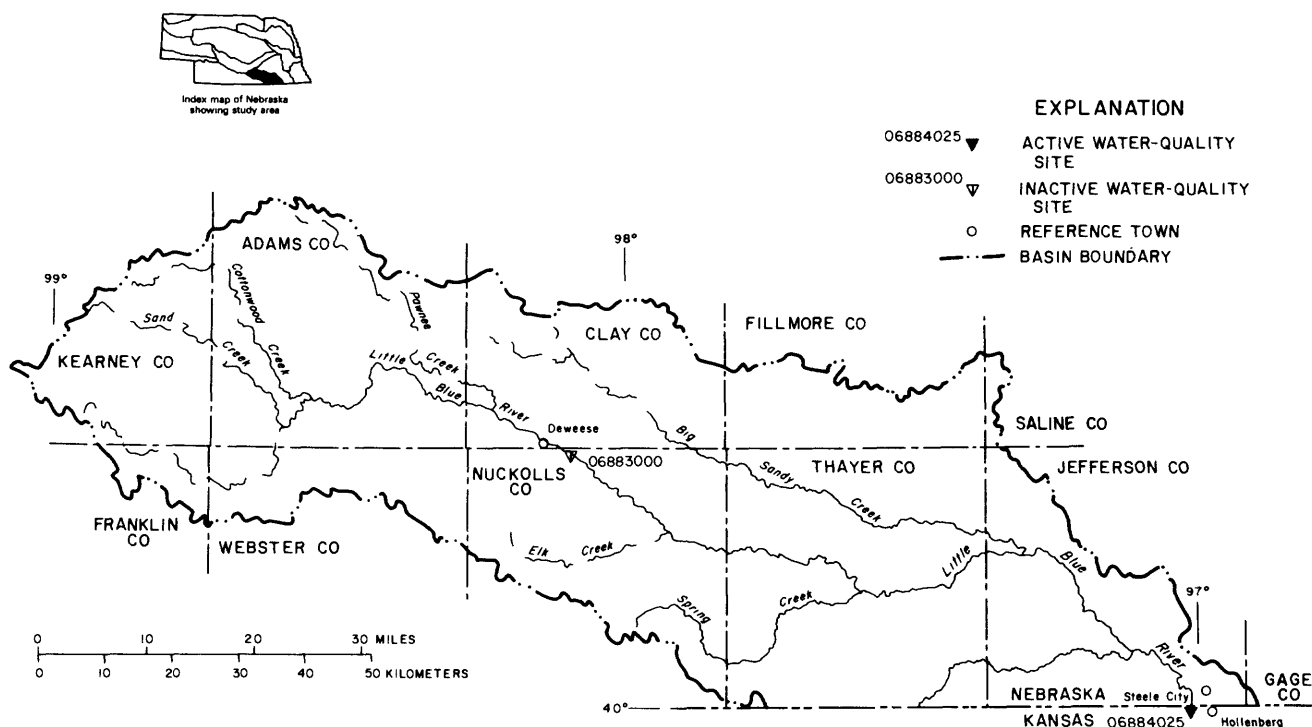 Index map of Nebraska
showing study area
EXPLANATION
06884025
ACTIVE WATER-QUALITY
SITE
06883000
INACTIVE WATER-QUALITY
SITE
REFERENCE TOWN
BASIN BOUNDARY
ADAMS CO
98°
99°
Cottonwood
Creek
Pawnee
Creek
CLAY CO
FILLMORE CO
Sand
Creek
KEARNEY CO
Little
Blue
River
Deweese
SALINE CO
Big
Sandy
Creek
06883000
NUCKOLLS
CO
THAYER CO
JEFFERSON CO
FRANKLIN
CO
WEBSTER CO
Elk Creek
Little
Blue
River
Spring
Creek
97°
0 10 20 30 MILES
0 10 20 30 40 50 KILOMETERS
40°
NEBRASKA
KANSAS
Steele City
GAGE
CO
06884025
Hollenberg